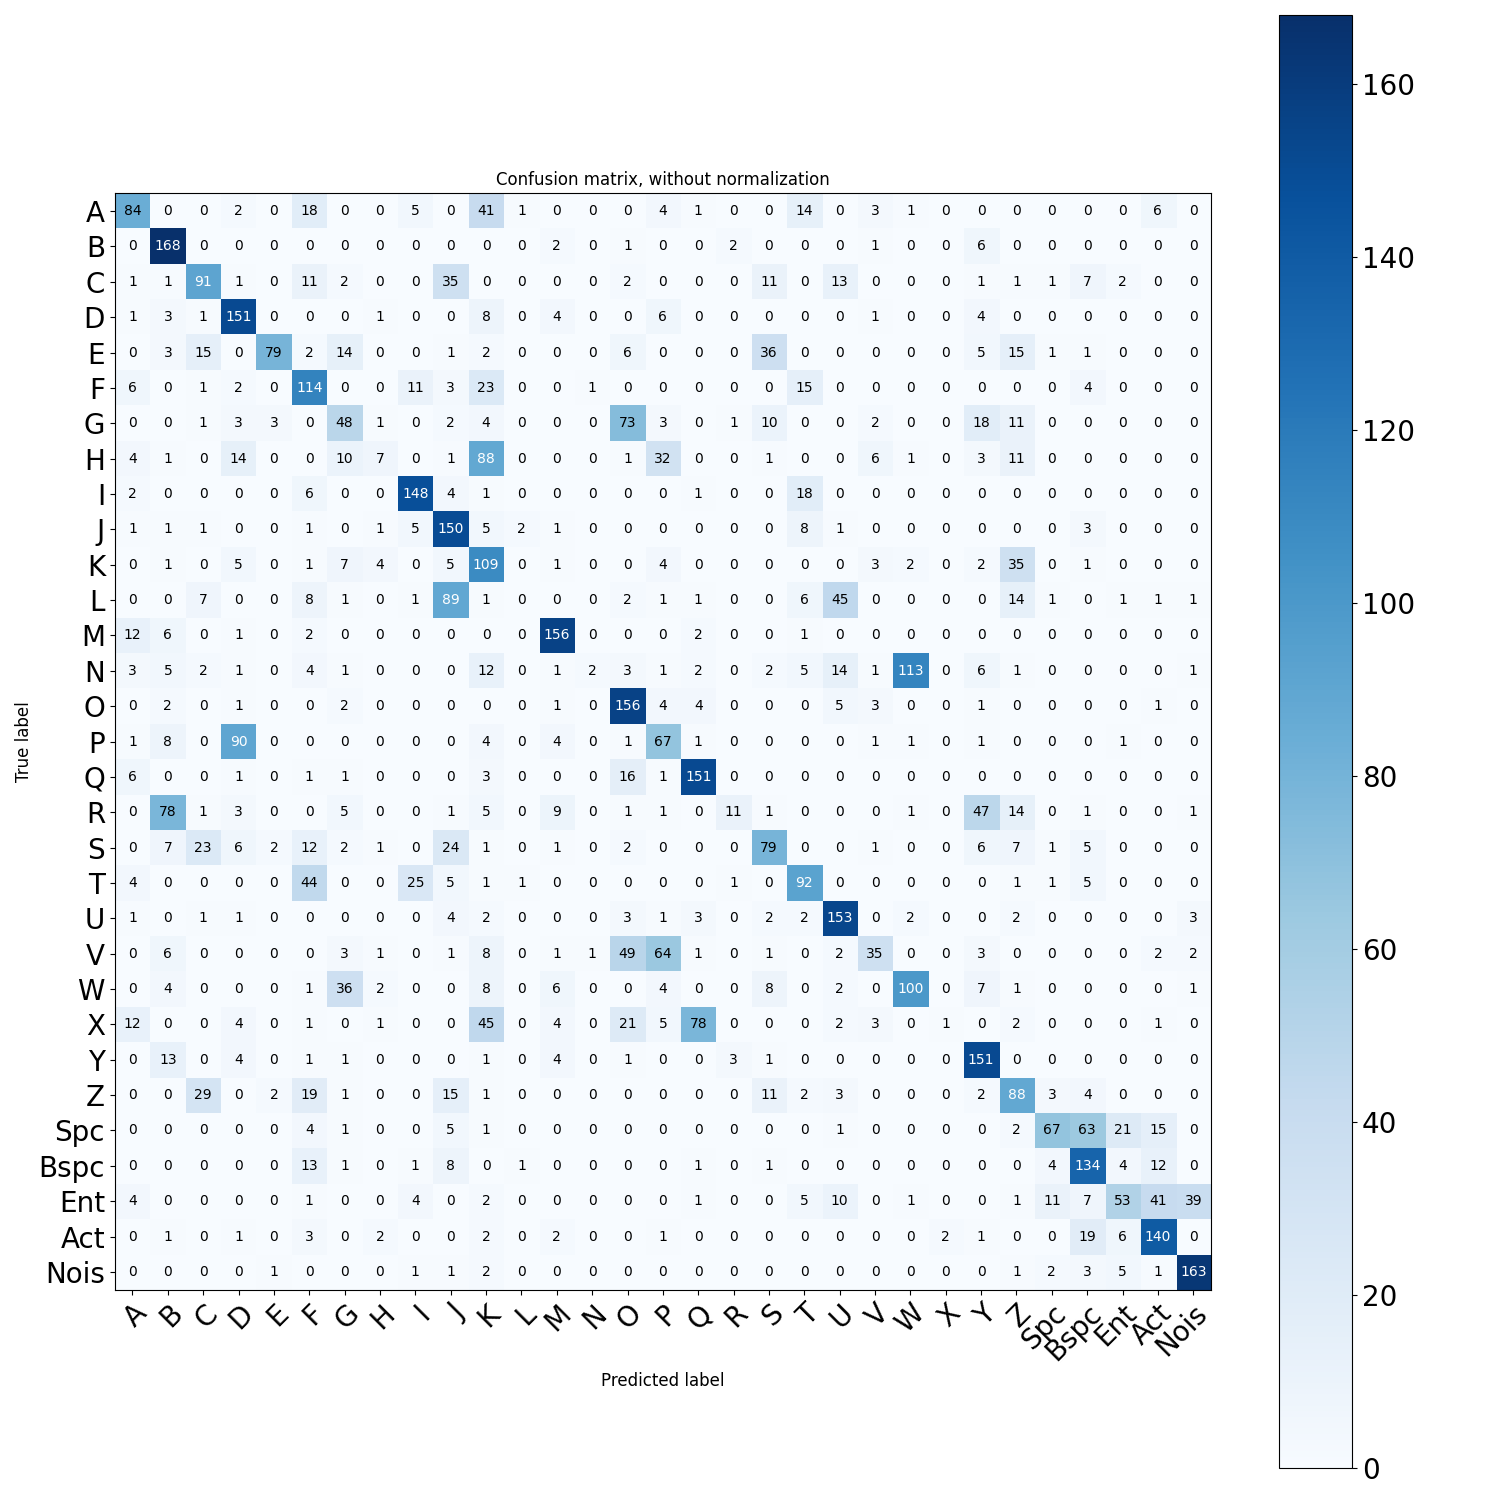 Confusion matrix, without normalization
A 84 0 0 2 0 18 0 0 5 0 41 1 0 0 0 4 1 0 0 14 0 3 1 0 0 0 0 0 0 6 0
B 0 168 0 0 0 0 0 0 0 0 0 0 2 0 1 0 0 2 0 0 0 1 0 0 6 0 0 0 0 0 0
C 1 1 91 1 0 11 2 0 0 35 0 0 0 0 2 0 0 0 11 0 13 0 0 0 1 1 1 7 2 0 0
D 1 3 1 151 0 0 0 1 0 0 8 0 4 0 0 6 0 0 0 0 0 1 0 0 4 0 0 0 0 0 0
E 0 3 15 0 79 2 14 0 0 1 2 0 0 0 6 0 0 0 36 0 0 0 0 0 5 15 1 1 0 0 0
F 6 0 1 2 0 114 0 0 11 3 23 0 0 1 0 0 0 0 0 15 0 0 0 0 0 0 0 4 0 0 0
G 0 0 1 3 3 0 48 1 0 2 4 0 0 0 73 3 0 1 10 0 0 2 0 0 18 11 0 0 0 0 0
H 4 1 0 14 0 0 10 7 0 1 88 0 0 0 1 32 0 0 1 0 0 6 1 0 3 11 0 0 0 0 0
I 2 0 0 0 0 6 0 0 148 4 1 0 0 0 0 0 1 0 0 18 0 0 0 0 0 0 0 0 0 0 0
J 1 1 1 0 0 1 0 1 5 150 5 2 1 0 0 0 0 0 0 8 1 0 0 0 0 0 0 3 0 0 0
K 0 1 0 5 0 1 7 4 0 5 109 0 1 0 0 4 0 0 0 0 0 3 2 0 2 35 0 1 0 0 0
L 0 0 7 0 0 8 1 0 1 89 1 0 0 0 2 1 1 0 0 6 45 0 0 0 0 14 1 0 1 1 1
M 12 6 0 1 0 2 0 0 0 0 0 0 156 0 0 0 2 0 0 1 0 0 0 0 0 0 0 0 0 0 0
N 3 5 2 1 0 4 1 0 0 0 12 0 1 2 3 1 2 0 2 5 14 1 113 0 6 1 0 0 0 0 1
O 0 2 0 1 0 0 2 0 0 0 0 0 1 0 156 4 4 0 0 0 5 3 0 0 1 0 0 0 0 1 0
P 1 8 0 90 0 0 0 0 0 0 4 0 4 0 1 67 1 0 0 0 0 1 1 0 1 0 0 0 1 0 0
Q 6 0 0 1 0 1 1 0 0 0 3 0 0 0 16 1 151 0 0 0 0 0 0 0 0 0 0 0 0 0 0
R 0 78 1 3 0 0 5 0 0 1 5 0 9 0 1 1 0 11 1 0 0 0 1 0 47 14 0 1 0 0 1
S 0 7 23 6 2 12 2 1 0 24 1 0 1 0 2 0 0 0 79 0 0 1 0 0 6 7 1 5 0 0 0
T 4 0 0 0 0 44 0 0 25 5 1 1 0 0 0 0 0 1 0 92 0 0 0 0 0 1 1 5 0 0 0
U 1 0 1 1 0 0 0 0 0 4 2 0 0 0 3 1 3 0 2 2 153 0 2 0 0 2 0 0 0 0 3
V 0 6 0 0 0 0 3 1 0 1 8 0 1 1 49 64 1 0 1 0 2 35 0 0 3 0 0 0 0 2 2
W 0 4 0 0 0 1 36 2 0 0 8 0 6 0 0 4 0 0 8 0 2 0 100 0 7 1 0 0 0 0 1
X 12 0 0 4 0 1 0 1 0 0 45 0 4 0 21 5 78 0 0 0 2 3 0 1 0 2 0 0 0 1 0
Y 0 13 0 4 0 1 1 0 0 0 1 0 4 0 1 0 0 3 1 0 0 0 0 0 151 0 0 0 0 0 0
Z 0 0 29 0 2 19 1 0 0 15 1 0 0 0 0 0 0 0 11 2 3 0 0 0 2 88 3 4 0 0 0
Spc 0 0 0 0 0 4 1 0 0 5 1 0 0 0 0 0 0 0 0 0 1 0 0 0 0 2 67 63 21 15 0
Bspc 0 0 0 0 0 13 1 0 1 8 0 1 0 0 0 0 1 0 1 0 0 0 0 0 0 0 4 134 4 12 0
Ent 4 0 0 0 0 1 0 0 4 0 2 0 0 0 0 0 1 0 0 5 10 0 1 0 0 1 11 7 53 41 39
Act 0 1 0 1 0 3 0 2 0 0 2 0 2 0 0 1 0 0 0 0 0 0 0 2 1 0 0 19 6 140 0
Nois 0 0 0 0 1 0 0 0 1 1 2 0 0 0 0 0 0 0 0 0 0 0 0 0 0 1 2 3 5 1 163
A B C D E F G H I J K L M N O P Q R S T U V W X Y Z Spc Bspc Ent Act Nois
Predicted label
True label
160
140
120
100
80
60
40
20
0